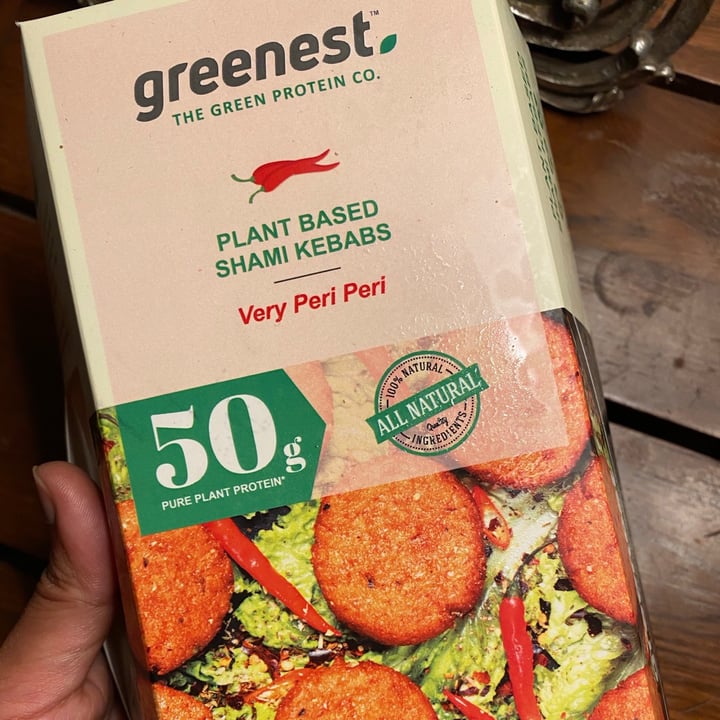 greenest™
THE GREEN PROTEIN CO.
PLANT BASED
SHAMI KEBABS
Very Peri Peri
50g
PURE PLANT PROTEIN*
100% NATURAL
ALL NATURAL
Quality
INGREDIENTS